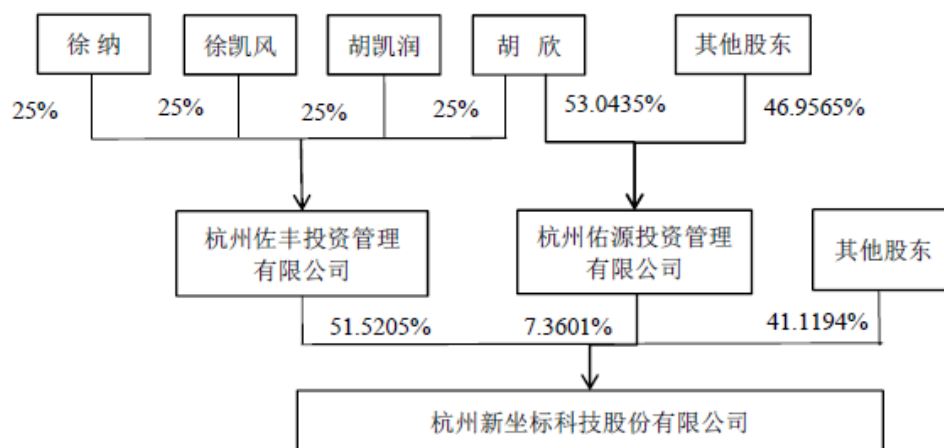 徐 纳
徐凯风
胡凯润
胡 欣
其他股东
25%
25%
25%
25%
53.0435%
46.9565%
杭州佐丰投资管理
有限公司
杭州佑源投资管理
有限公司
其他股东
51.5205%
7.3601%
41.1194%
杭州新坐标科技股份有限公司